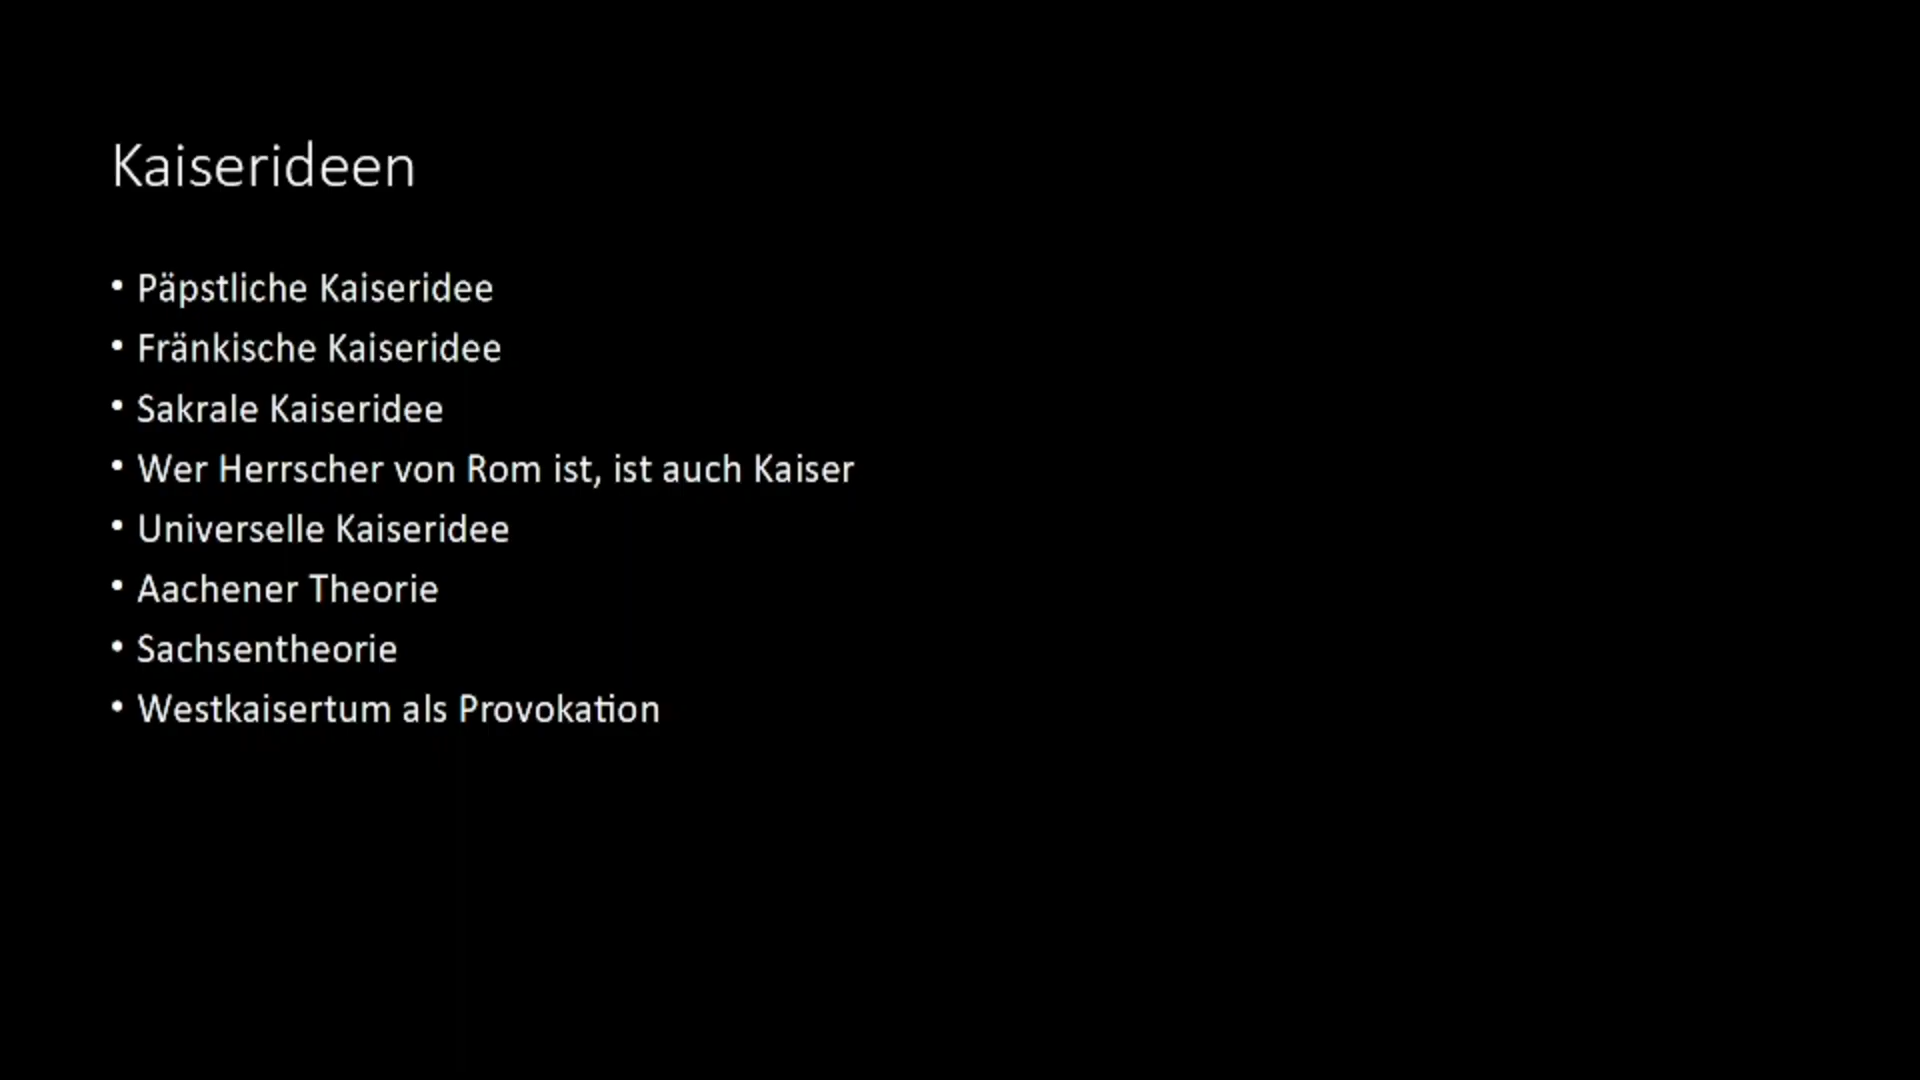 Kaiserideen
• Päpstliche Kaiseridee
• Fränkische Kaiseridee
• Sakrale Kaiseridee
• Wer Herrscher von Rom ist, ist auch Kaiser
• Universelle Kaiseridee
• Aachener Theorie
• Sachsentheorie
• Westkaisertum als Provokation